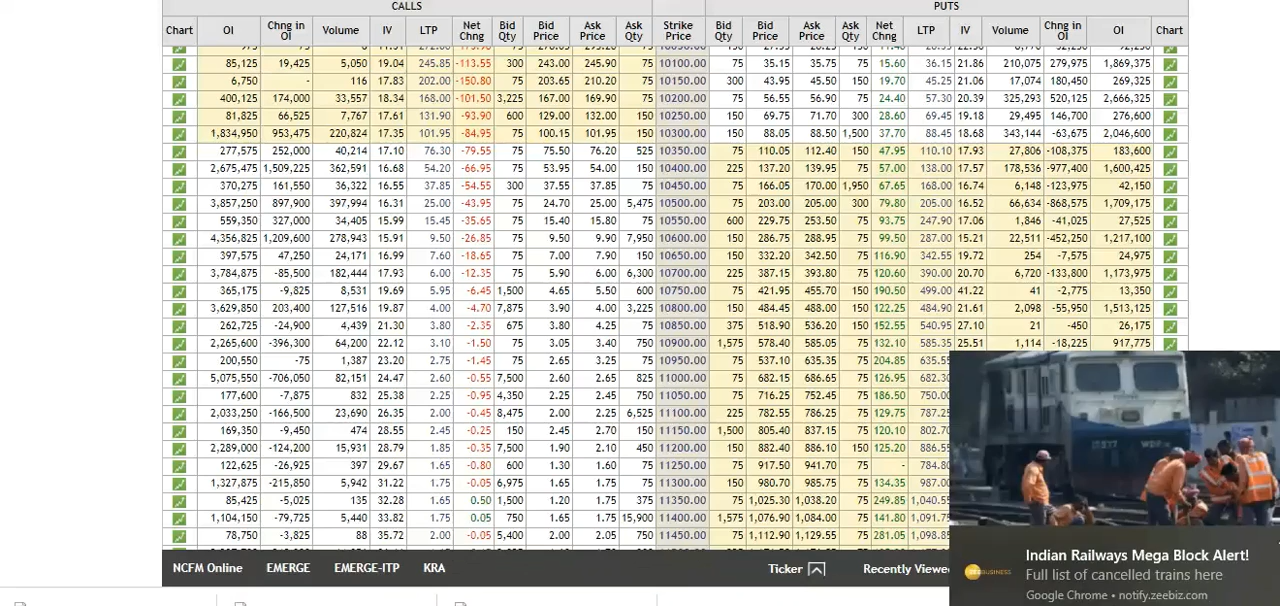 CALLS PUTS
Chart OI Chng in OI Volume IV LTP Net Chng Bid Qty Bid Price Ask Price Ask Qty Strike Price Bid Qty Bid Price Ask Price Ask Qty Net Chng LTP IV Volume Chng in OI OI Chart
85,125 19,425 5,050 19.04 245.85 -113.55 300 243.00 245.90 75 10100.00 75 35.15 35.75 75 15.60 36.15 21.86 210,075 279,975 1,869,375
6,750 - 116 17.83 202.00 -150.80 75 203.65 210.20 75 10150.00 300 43.95 45.50 150 19.70 45.25 21.06 17,074 180,450 269,325
400,125 174,000 33,557 18.34 168.00 -101.50 3,225 167.00 169.90 75 10200.00 75 56.55 56.90 75 24.40 57.30 20.39 325,293 520,125 2,666,325
81,825 66,525 7,767 17.61 131.90 -93.90 600 129.00 132.00 150 10250.00 150 69.75 71.70 300 28.60 69.45 19.18 29,495 146,700 276,600
1,834,950 953,475 220,824 17.35 101.95 -84.95 75 100.15 101.95 150 10300.00 150 88.05 88.50 1,500 37.70 88.45 18.68 343,144 -63,675 2,046,600
277,575 252,000 40,214 17.10 76.30 -79.55 75 75.50 76.20 525 10350.00 75 110.05 112.40 150 47.95 110.10 17.93 27,806 -108,375 183,600
2,675,475 1,509,225 362,591 16.68 54.20 -66.95 75 53.95 54.00 150 10400.00 225 137.20 139.95 150 57.00 138.00 17.57 178,536 -977,400 1,600,425
370,275 161,550 36,322 16.55 37.85 -54.55 300 37.55 37.85 75 10450.00 75 166.05 170.00 1,950 67.65 168.00 16.74 6,148 -123,975 42,150
3,857,250 897,900 397,994 16.31 25.00 -43.95 75 24.70 25.00 5,475 10500.00 75 203.00 205.00 300 79.80 205.00 16.52 66,634 -868,575 1,709,175
559,350 327,000 34,405 15.99 15.45 -35.65 75 15.40 15.80 75 10550.00 600 229.75 253.50 75 93.75 247.90 17.06 1,846 -41,025 27,525
4,356,825 1,209,600 278,943 15.91 9.50 -26.85 75 9.50 9.90 7,950 10600.00 150 286.75 288.95 75 99.50 287.00 15.21 22,511 -452,250 1,217,100
397,575 47,250 24,171 16.99 7.60 -18.65 75 7.00 7.90 150 10650.00 150 332.20 342.50 75 116.90 342.55 19.72 254 -7,575 24,975
3,784,875 -85,500 182,444 17.93 6.00 -12.35 75 5.90 6.00 6,300 10700.00 225 387.15 393.80 75 120.60 390.00 20.70 6,720 -133,800 1,173,975
365,175 -9,825 8,531 19.69 5.95 -6.45 1,500 4.65 5.50 600 10750.00 75 421.95 455.70 150 190.50 499.00 41.22 41 -2,775 13,350
3,629,850 203,400 127,516 19.87 4.00 -4.70 7,875 3.90 4.00 3,225 10800.00 150 484.45 488.00 150 122.25 484.90 21.61 2,098 -55,950 1,513,125
262,725 -24,900 4,439 21.30 3.80 -2.35 675 3.80 4.25 75 10850.00 375 518.90 536.20 150 152.55 540.95 27.10 21 -450 26,175
2,265,600 -396,300 64,200 22.12 3.10 -1.50 75 3.05 3.40 750 10900.00 1,575 578.40 585.05 75 132.10 585.35 25.51 1,114 -18,225 917,775
200,550 -75 1,387 23.20 2.75 -1.45 75 2.65 3.25 75 10950.00 75 537.10 635.35 75 204.85 635.55
5,075,550 -706,050 82,151 24.47 2.60 -0.55 7,500 2.60 2.65 825 11000.00 75 682.15 686.65 75 126.95 682.30
177,600 -7,875 832 25.38 2.25 -0.95 4,350 2.25 2.45 750 11050.00 75 716.25 752.45 75 186.50 750.00
2,033,250 -166,500 23,690 26.35 2.00 -0.45 8,475 2.00 2.25 6,525 11100.00 225 782.55 786.25 75 129.75 787.25
169,350 -9,450 474 28.55 2.45 -0.25 150 2.45 2.70 150 11150.00 1,500 805.40 837.15 75 120.10 802.70
2,289,000 -124,200 15,931 28.79 1.85 -0.35 7,500 1.90 2.10 450 11200.00 150 882.40 886.10 150 125.20 886.55
122,625 -26,925 397 29.67 1.65 -0.80 600 1.30 1.60 75 11250.00 75 917.50 941.70 75 - 784.80
1,327,875 -215,850 5,942 31.22 1.75 -0.05 6,975 1.65 1.75 75 11300.00 150 980.70 985.75 75 134.35 987.00
85,425 -5,025 135 32.28 1.65 0.50 1,500 1.20 1.75 375 11350.00 75 1,025.30 1,038.20 75 249.85 1,040.55
1,104,150 -79,725 5,440 33.82 1.75 0.05 750 1.65 1.75 15,900 11400.00 1,575 1,076.90 1,084.00 75 141.80 1,091.75
78,750 -3,825 88 35.72 2.00 -0.05 5,400 2.00 2.05 750 11450.00 75 1,112.90 1,129.55 75 281.05 1,098.85
NCFM Online EMERGE EMERGE-ITP KRA Ticker Recently Viewed
Indian Railways Mega Block Alert!
ZEE BUSINESS Full list of cancelled trains here
Google Chrome • notify.zeebiz.com